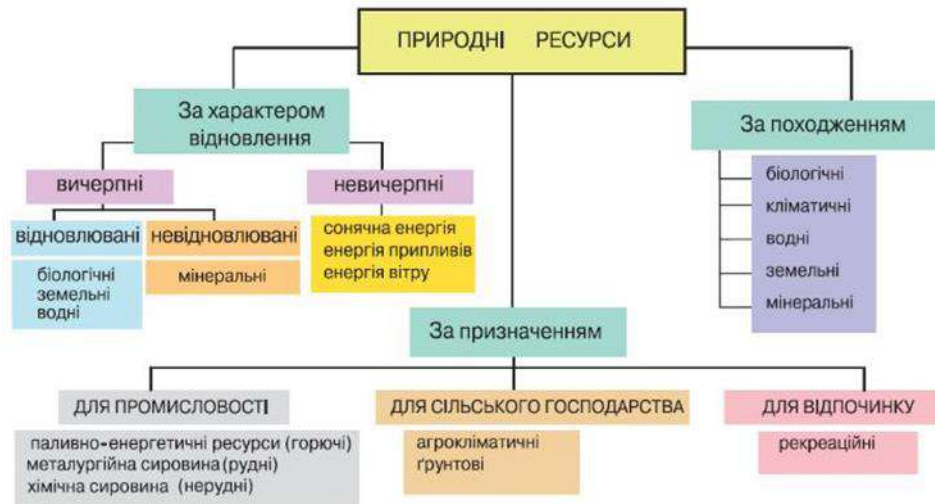 ПРИРОДНІ РЕСУРСИ
За характером
відновлення
вичерпні
невичерпні
відновлювані
невідновлювані
біологічні
земельні
водні
мінеральні
сонячна енергія
енергія припливів
енергія вітру
За походженням
біологічні
кліматичні
водні
земельні
мінеральні
За призначенням
ДЛЯ ПРОМИСЛОВОСТІ
паливно-енергетичні ресурси (горючі)
металургійна сировина (рудні)
хімічна сировина (нерудні)
ДЛЯ СІЛЬСЬКОГО ГОСПОДАРСТВА
агрокліматичні
ґрунтові
ДЛЯ ВІДПОЧИНКУ
рекреаційні